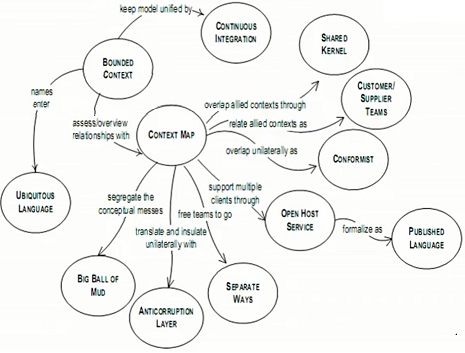 keep model unified by
CONTINUOUS
INTEGRATION
SHARED
KERNEL
BOUNDED
CONTEXT
CUSTOMER/
SUPPLIER
TEAMS
names
enter
overlap allied contexts through
assess/overview
relationships with
relate allied contexts as
CONTEXT MAP
overlap unilaterally as
CONFORMIST
UBIQUITOUS
LANGUAGE
segregate the
conceptual messes
support multiple
clients through
free teams to go
translate and insulate
unilaterally with
OPEN HOST
SERVICE
formalize as
PUBLISHED
LANGUAGE
BIG BALL OF
MUD
SEPARATE
WAYS
ANTICORRUPTION
LAYER